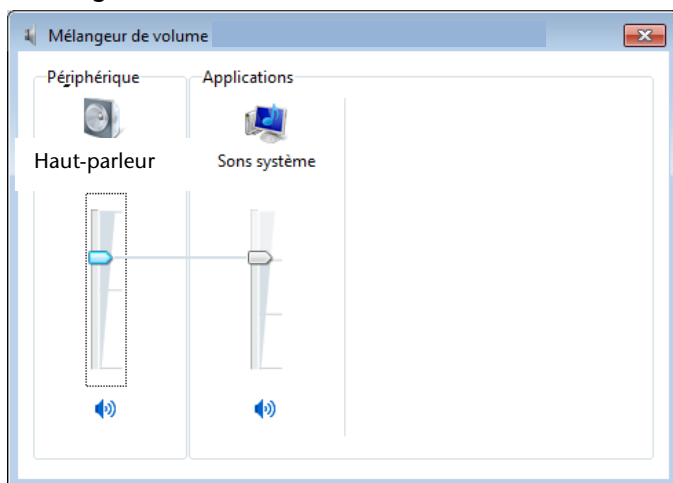 Mélangeur de volume
Périphérique
Applications
Haut-parleur
Sons système